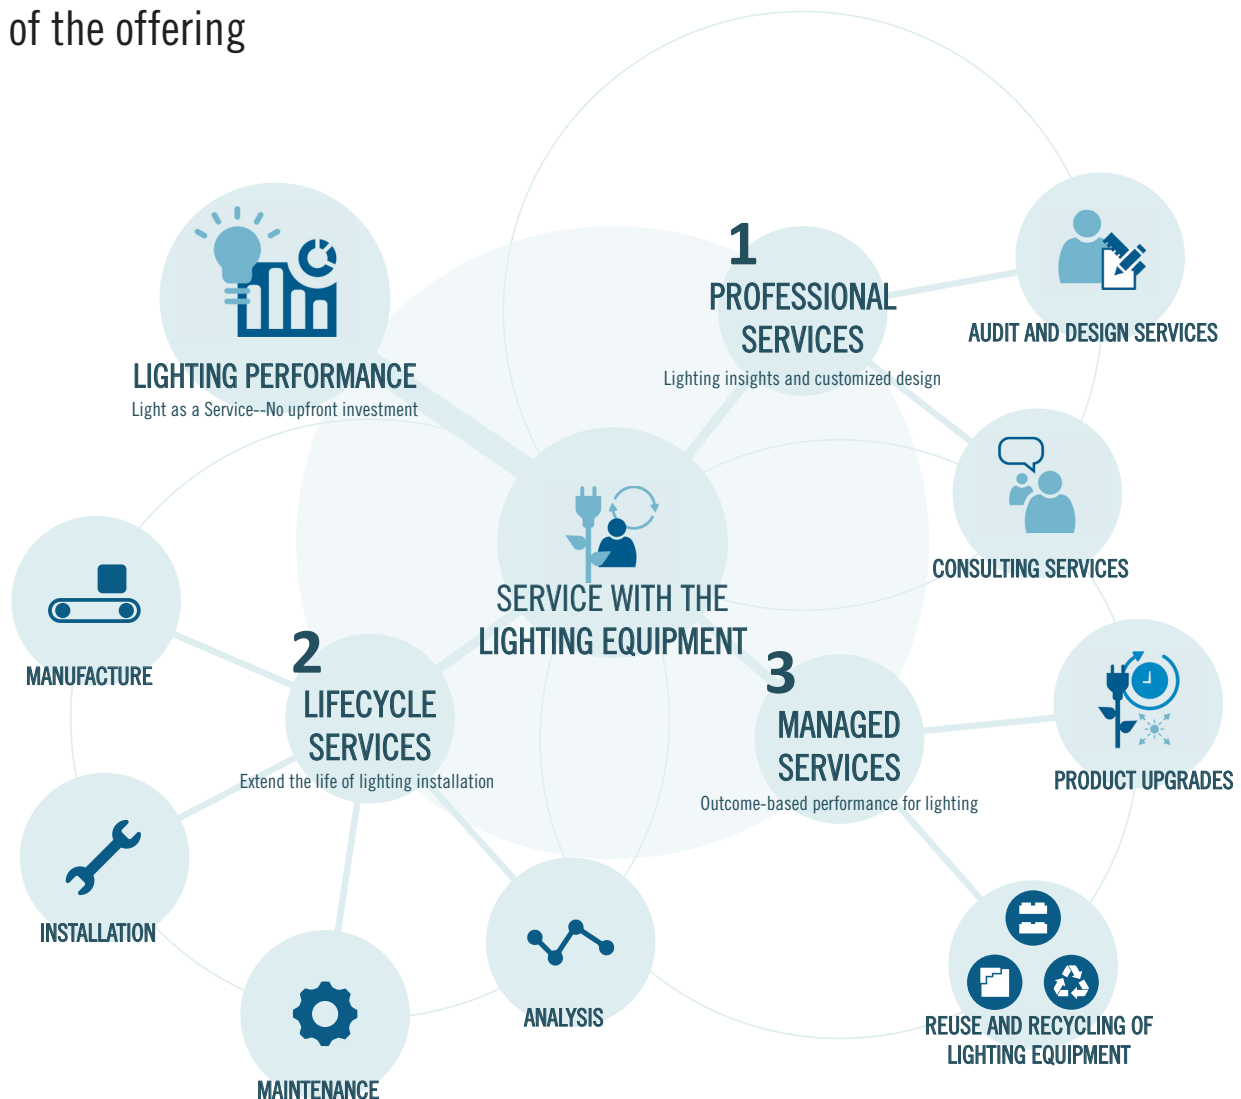 of the offering
LIGHTING PERFORMANCE
Light as a Service--No upfront investment
1
PROFESSIONAL
SERVICES
Lighting insights and customized design
AUDIT AND DESIGN SERVICES
CONSULTING SERVICES
SERVICE WITH THE
LIGHTING EQUIPMENT
2
LIFECYCLE
SERVICES
Extend the life of lighting installation
MANUFACTURE
INSTALLATION
MAINTENANCE
ANALYSIS
3
MANAGED
SERVICES
Outcome-based performance for lighting
PRODUCT UPGRADES
REUSE AND RECYCLING OF
LIGHTING EQUIPMENT